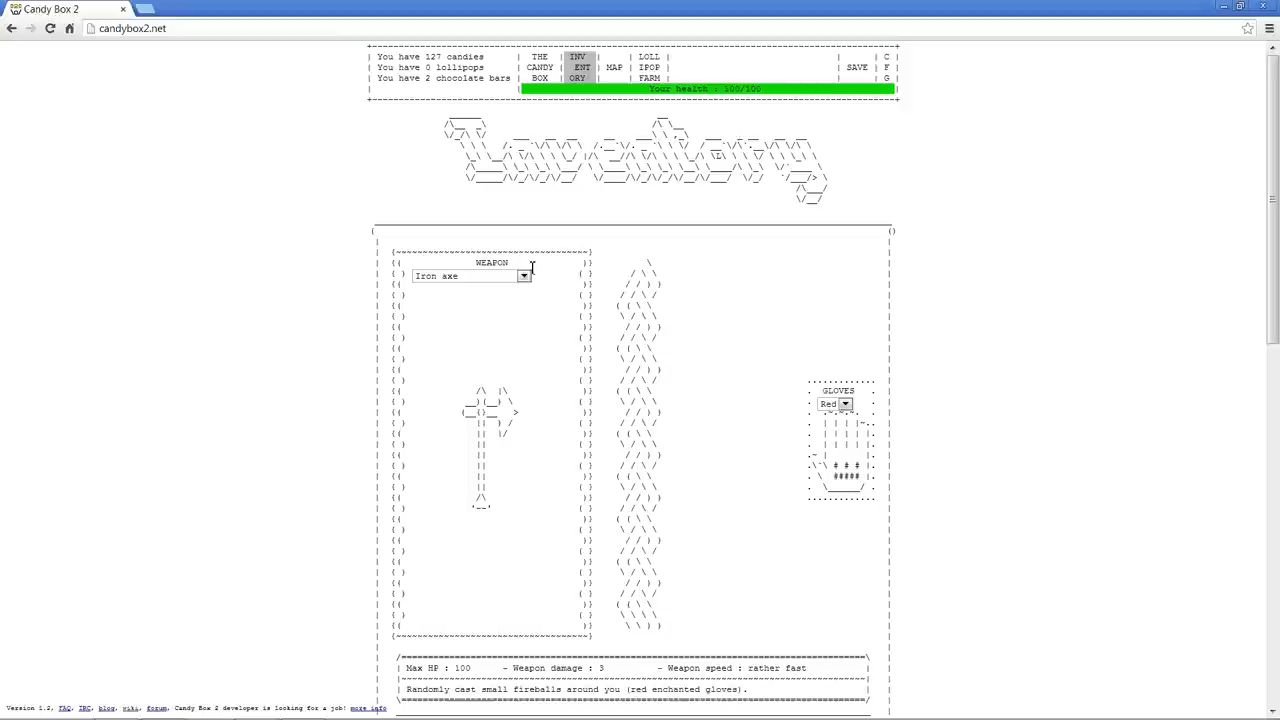 Candy Box 2
candybox2.net
You have 127 candies
You have 0 lollipops
You have 2 chocolate bars
THE CANDY BOX
INV ENT ORY
MAP
LOLL IPOP FARM
SAVE
C F G
Your health : 100/100
Inventory
WEAPON
Iron axe
GLOVES
Red
Max HP : 100 - Weapon damage : 3 - Weapon speed : rather fast
Randomly cast small fireballs around you (red enchanted gloves).
Version 1.2, FAQ, IRC, blog, wiki, forum, Candy Box 2 developer is looking for a job! more info